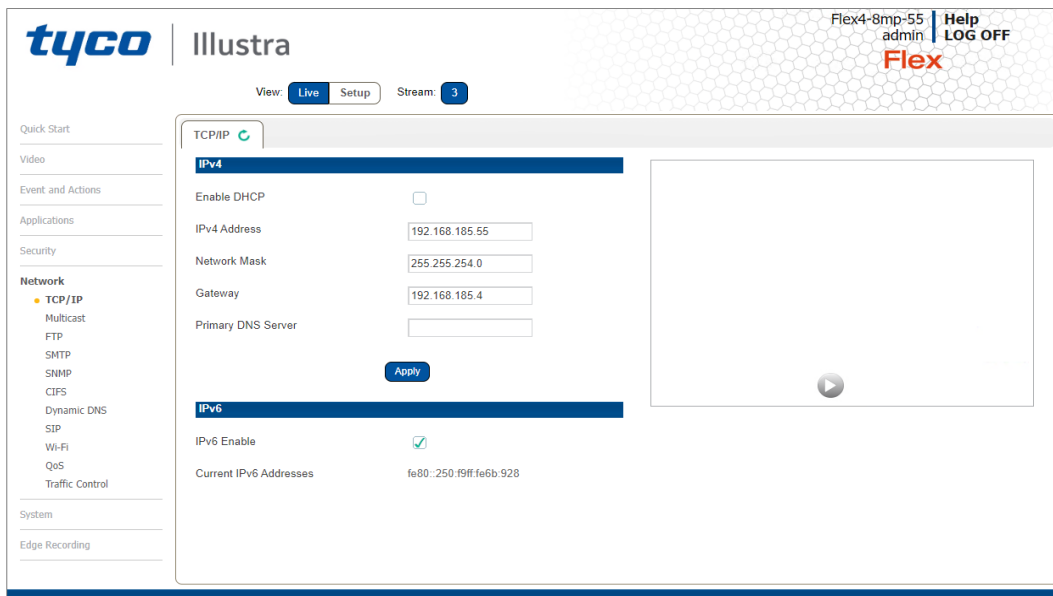 tyco | Illustra
Flex4-8mp-55 Help
admin LOG OFF
Flex
View: Live Setup Stream: 3
Quick Start
Video
Event and Actions
Applications
Security
Network
TCP/IP
Multicast
FTP
SMTP
SNMP
CIFS
Dynamic DNS
SIP
Wi-Fi
QoS
Traffic Control
System
Edge Recording
TCP/IP
IPv4
Enable DHCP
IPv4 Address 192.168.185.55
Network Mask 255.255.254.0
Gateway 192.168.185.4
Primary DNS Server
Apply
IPv6
IPv6 Enable
Current IPv6 Addresses fe80::250:f9ff:fe6b:928